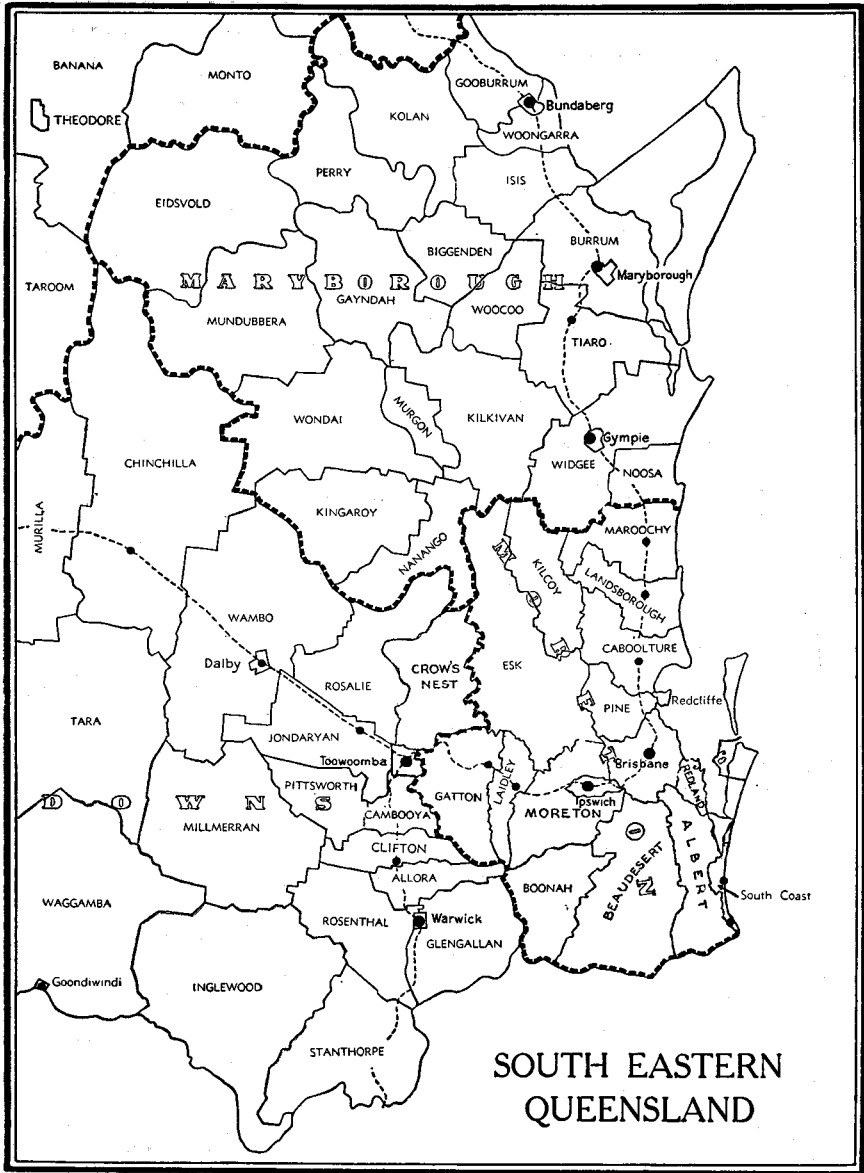 BANANA
MONTO
THEODORE
GOOBURRUM
Bundaberg
KOLAN
WOONGARRA
PERRY
ISIS
EIDSVOLD
BIGGENDEN
BURRUM
MARYBOROUGH
Maryborough
TAROOM
GAYNDAH
WOOCOO
MUNDUBBERA
TIARO
WONDAI
MURGON
KILKIVAN
Gympie
CHINCHILLA
WIDGEE
NOOSA
MURILLA
KINGAROY
MAROOCHY
NANANGO
KILCOY
LANDSBOROUGH
WAMBO
CABOOLTURE
Dalby
CROW'S
NEST
ESK
ROSALIE
PINE
Redcliffe
TARA
JONDARYAN
Toowoomba
Brisbane
REDLAND
PITTSWORTH
LAIDLEY
GATTON
Ipswich
DOWNS
CAMBOOYA
MORETON
MILLMERRAN
CLIFTON
ALBERT
ALLORA
BOONAH
BEAUDESERT
South Coast
WAGGAMBA
ROSENTHAL
Warwick
GLENGALLAN
Goondiwindi
INGLEWOOD
STANTHORPE
MORETON
SOUTH EASTERN
QUEENSLAND